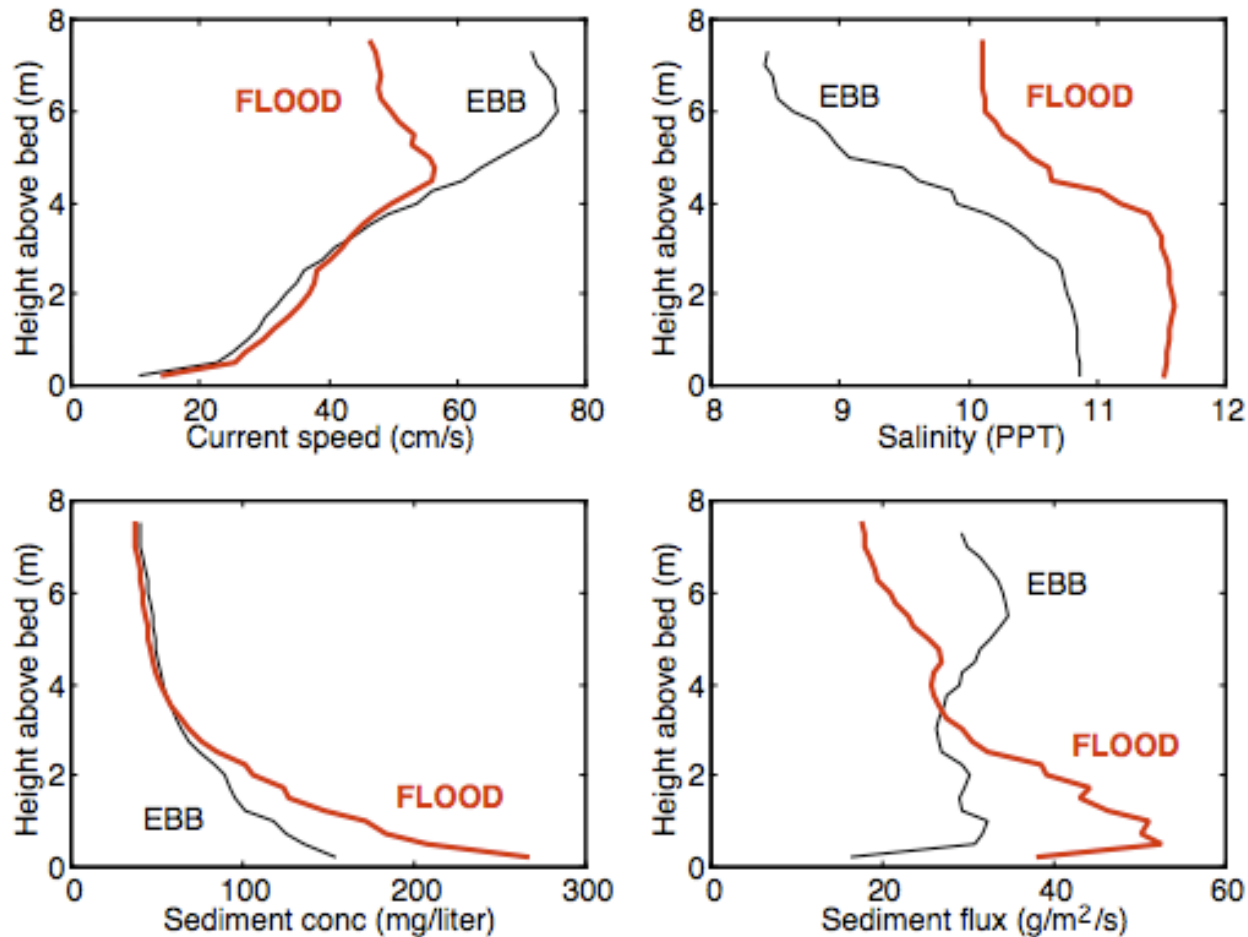 8
6
4
2
0
Height above bed (m)
FLOOD
EBB
0 20 40 60 80
Current speed (cm/s)
8
6
4
2
0
Height above bed (m)
EBB
FLOOD
8 9 10 11 12
Salinity (PPT)
8
6
4
2
0
Height above bed (m)
EBB
FLOOD
0 100 200 300
Sediment conc (mg/liter)
8
6
4
2
0
Height above bed (m)
EBB
FLOOD
0 20 40 60
Sediment flux (g/m²/s)